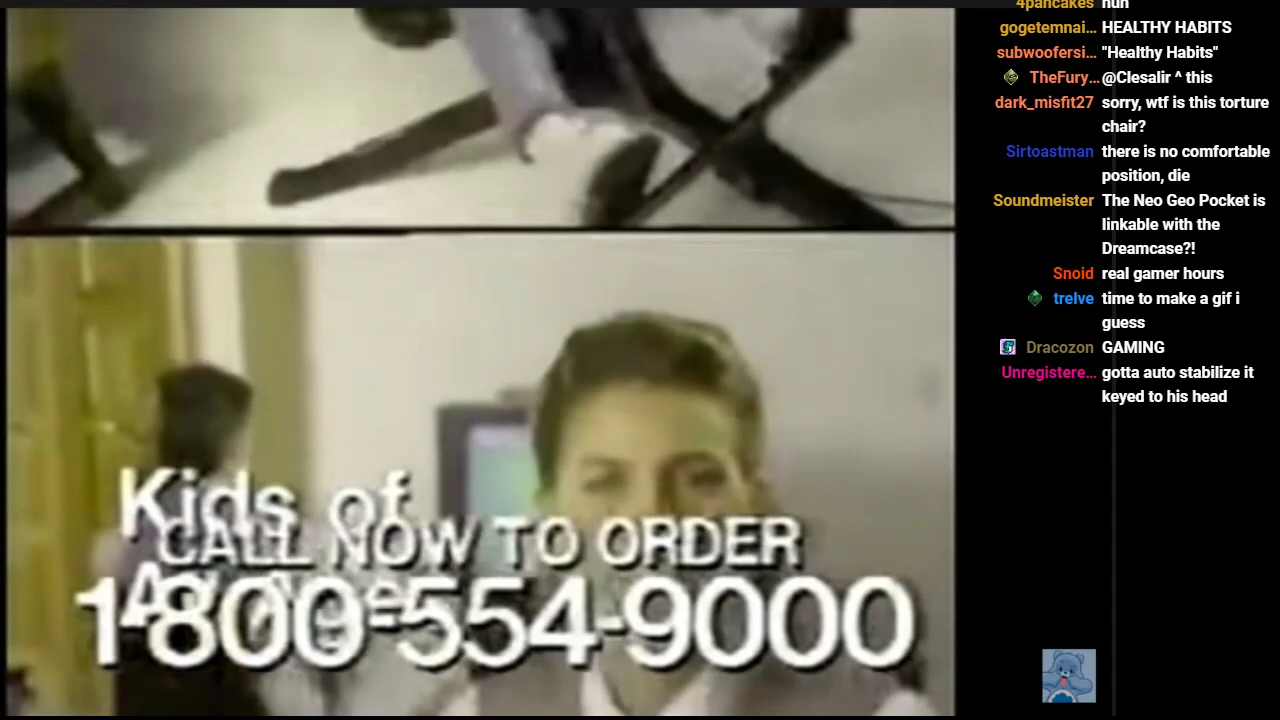 Kids of
CALL NOW TO ORDER
1-800-554-9000
4pancakes huh
gogetemnai... HEALTHY HABITS
subwoofersi... "Healthy Habits"
TheFury... @Clesalir ^ this
dark_misfit27 sorry, wtf is this torture
chair?
Sirtoastman there is no comfortable
position, die
Soundmeister The Neo Geo Pocket is
linkable with the
Dreamcase?!
Snoid real gamer hours
trelve time to make a gif i
guess
Dracozon GAMING
Unregistere... gotta auto stabilize it
keyed to his head